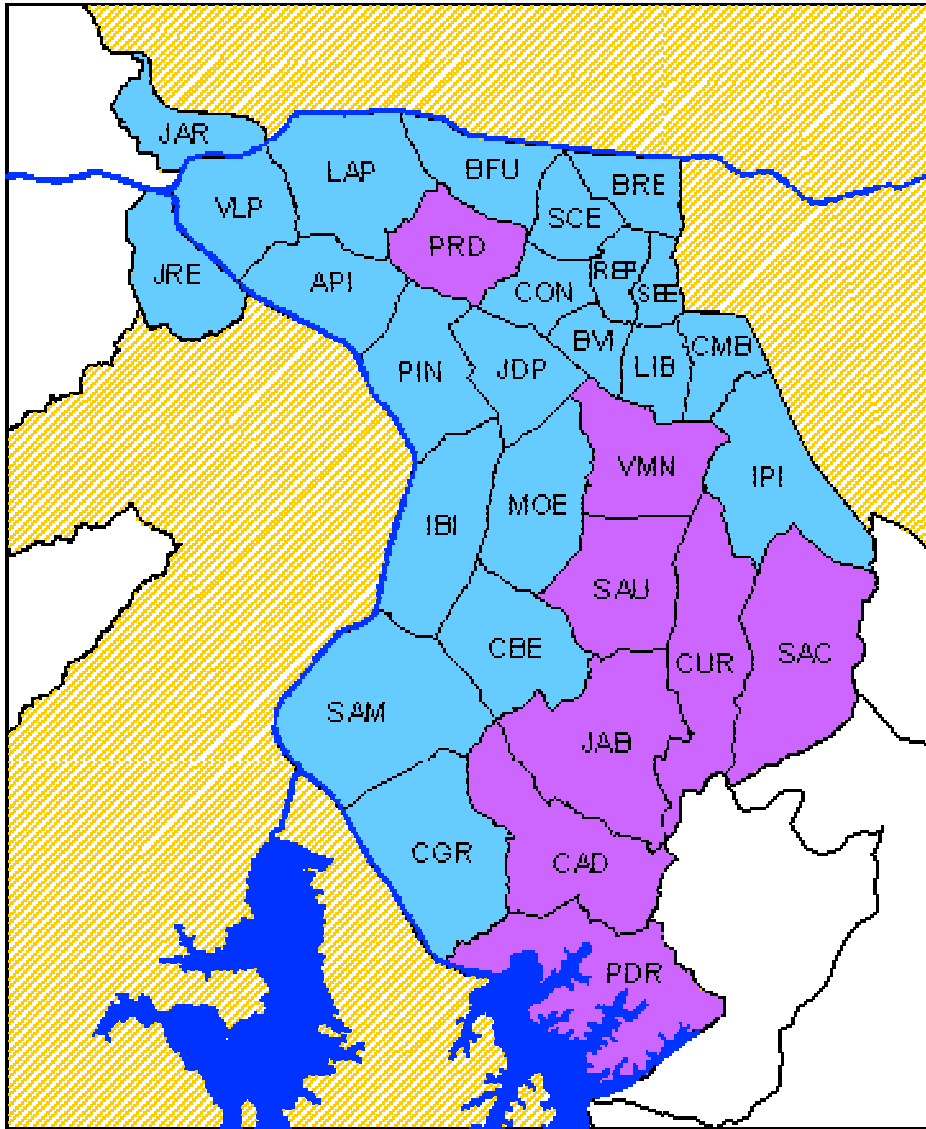 JAR
LAP
BFU
BRE
VLP
SCE
PRD
JRE
API
CON
REP
SEE
PIN
JDP
BVI
LIB
CMB
VMN
IPI
MOE
IBI
SAU
CBE
CUR
SAC
SAM
JAB
CGR
CAD
PDR